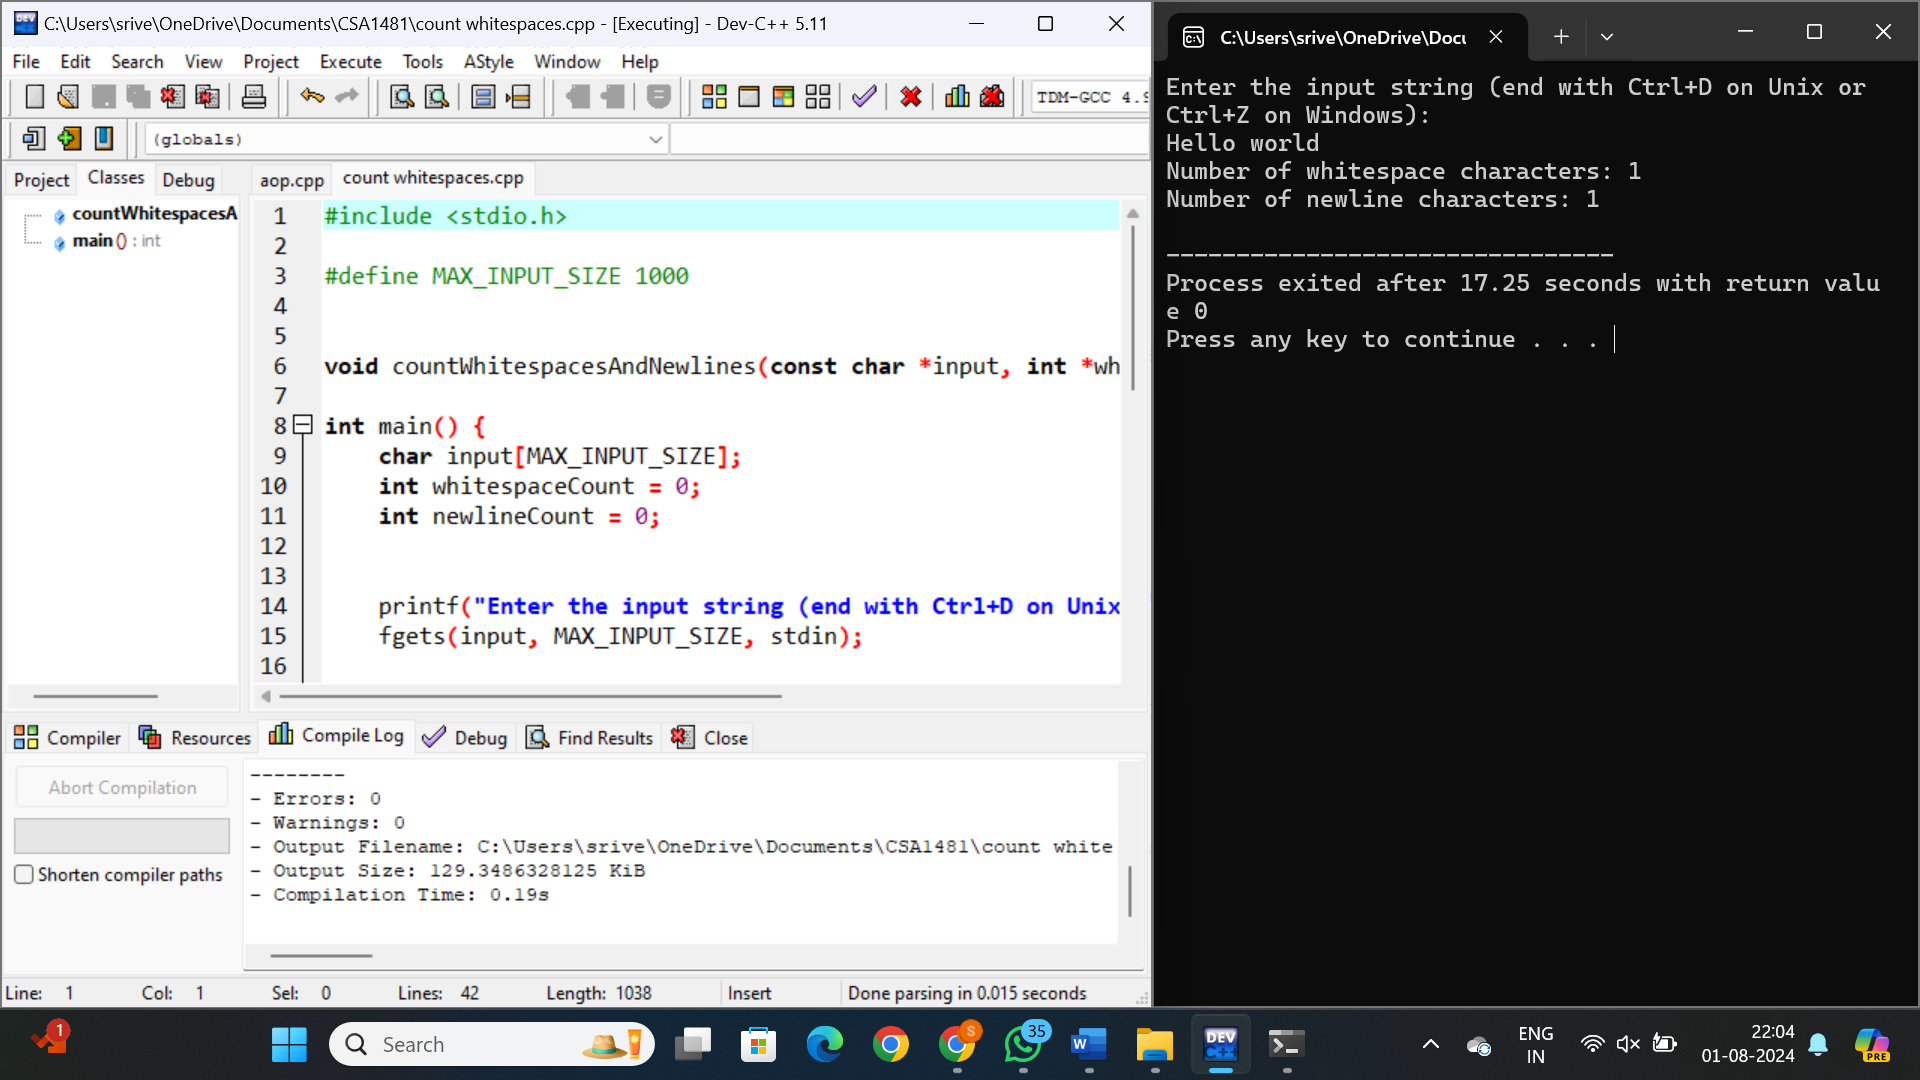 C:\Users\srive\OneDrive\Documents\CSA1481\count whitespaces.cpp - [Executing] - Dev-C++ 5.11
File Edit Search View Project Execute Tools AStyle Window Help
TDM-GCC 4.9
(globals)
Project Classes Debug
aop.cpp count whitespaces.cpp
countWhitespacesA
main () : int
1 #include <stdio.h>
2
3 #define MAX_INPUT_SIZE 1000
4
5
6 void countWhitespacesAndNewlines(const char *input, int *wh
7
8 int main() {
9 char input[MAX_INPUT_SIZE];
10 int whitespaceCount = 0;
11 int newlineCount = 0;
12
13
14 printf("Enter the input string (end with Ctrl+D on Unix
15 fgets(input, MAX_INPUT_SIZE, stdin);
16
Compiler Resources Compile Log Debug Find Results Close
Abort Compilation
Shorten compiler paths
--------
- Errors: 0
- Warnings: 0
- Output Filename: C:\Users\srive\OneDrive\Documents\CSA1481\count white
- Output Size: 129.3486328125 KiB
- Compilation Time: 0.19s
Line: 1 Col: 1 Sel: 0 Lines: 42 Length: 1038 Insert Done parsing in 0.015 seconds
C:\Users\srive\OneDrive\Docu
Enter the input string (end with Ctrl+D on Unix or
Ctrl+Z on Windows):
Hello world
Number of whitespace characters: 1
Number of newline characters: 1
--------------------------------
Process exited after 17.25 seconds with return valu
e 0
Press any key to continue . . .
1
Search
S
35
W
DEV
C++
ENG
IN
22:04
01-08-2024
PRE